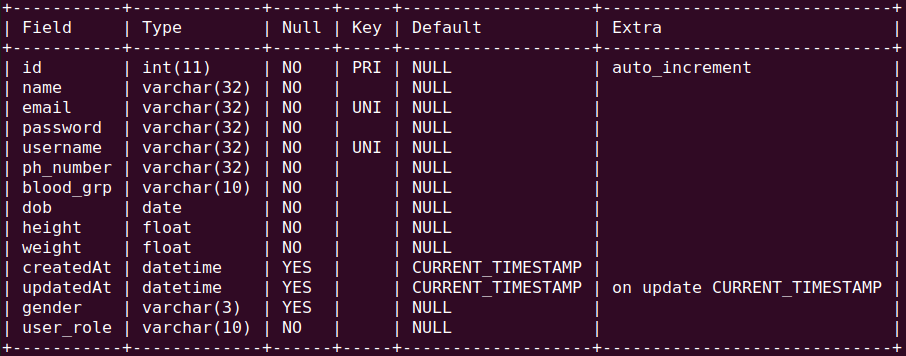 +-----------+-------------+------+-----+-------------------+-----------------------------+
| Field     | Type        | Null | Key | Default           | Extra                       |
+-----------+-------------+------+-----+-------------------+-----------------------------+
| id        | int(11)     | NO   | PRI | NULL              | auto_increment              |
| name      | varchar(32) | NO   |     | NULL              |                             |
| email     | varchar(32) | NO   | UNI | NULL              |                             |
| password  | varchar(32) | NO   |     | NULL              |                             |
| username  | varchar(32) | NO   | UNI | NULL              |                             |
| ph_number | varchar(32) | NO   |     | NULL              |                             |
| blood_grp | varchar(10) | NO   |     | NULL              |                             |
| dob       | date        | NO   |     | NULL              |                             |
| height    | float       | NO   |     | NULL              |                             |
| weight    | float       | NO   |     | NULL              |                             |
| createdAt | datetime    | YES  |     | CURRENT_TIMESTAMP |                             |
| updatedAt | datetime    | YES  |     | CURRENT_TIMESTAMP | on update CURRENT_TIMESTAMP |
| gender    | varchar(3)  | YES  |     | NULL              |                             |
| user_role | varchar(10) | NO   |     | NULL              |                             |
+-----------+-------------+------+-----+-------------------+-----------------------------+